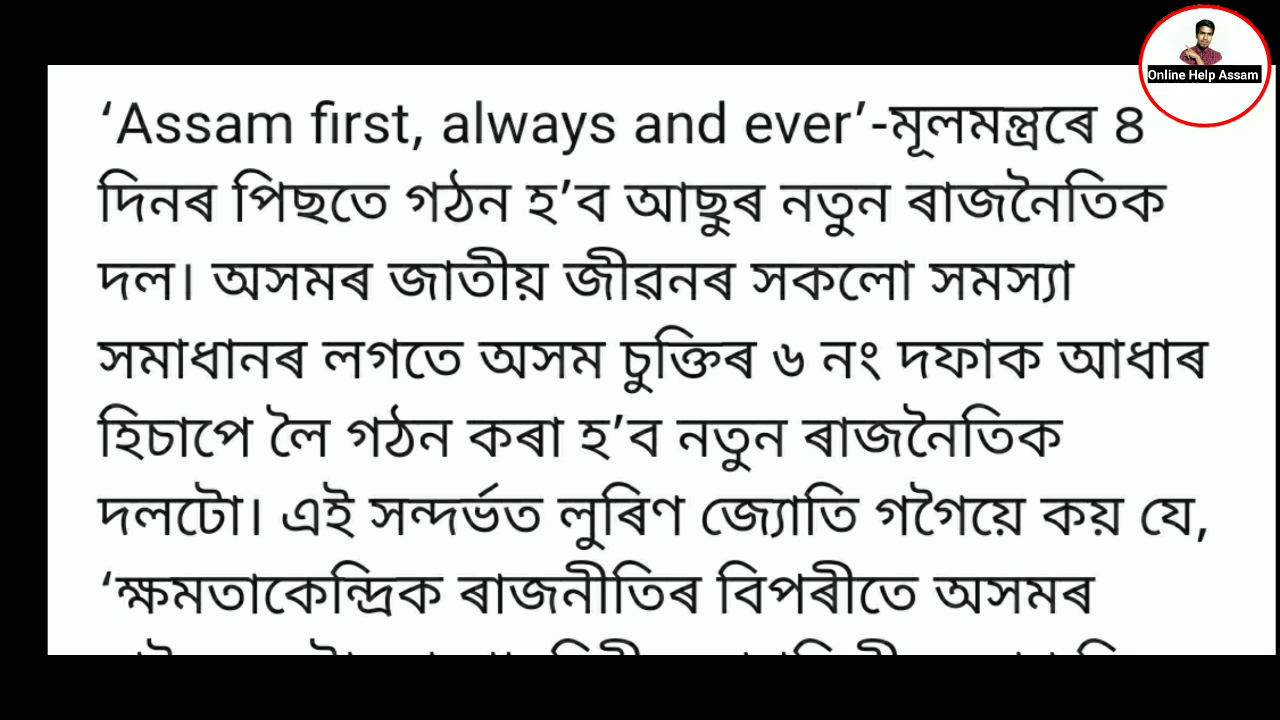 Online Help Assam
‘Assam first, always and ever’-মূলমন্ত্ৰৰে ৪
দিনৰ পিছতে গঠন হ’ব আছুৰ নতুন ৰাজনৈতিক
দল। অসমৰ জাতীয় জীৱনৰ সকলো সমস্যা
সমাধানৰ লগতে অসম চুক্তিৰ ৬ নং দফাক আধাৰ
হিচাপে লৈ গঠন কৰা হ’ব নতুন ৰাজনৈতিক
দলটো। এই সন্দৰ্ভত লুৰিণ জ্যোতি গগৈয়ে কয় যে,
‘ক্ষমতাকেন্দ্ৰিক ৰাজনীতিৰ বিপৰীতে অসমৰ